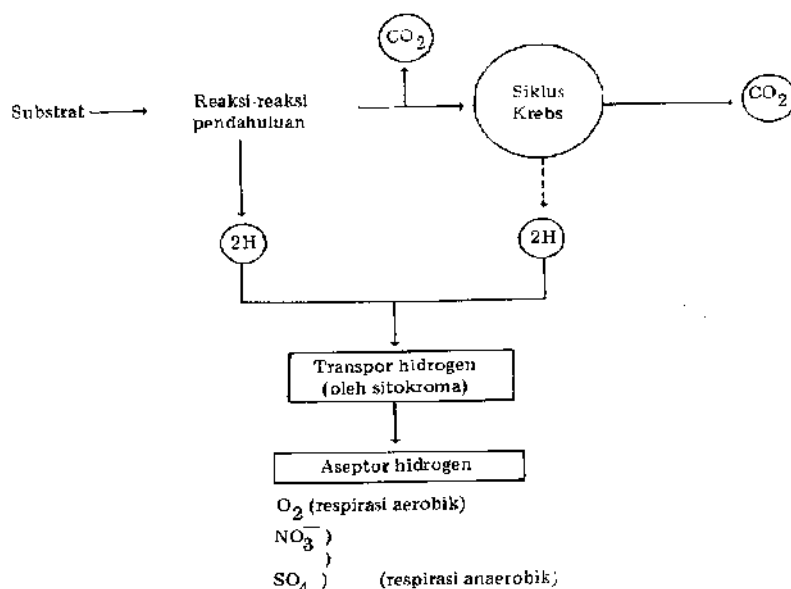 CO2
Substrat
Reaksi-reaksi
pendahuluan
Siklus
Krebs
CO2
2H
2H
Transpor hidrogen
(oleh sitokroma)
Aseptor hidrogen
O2 (respirasi aerobik)
NO3− )
)
SO4 ) (respirasi anaerobik)